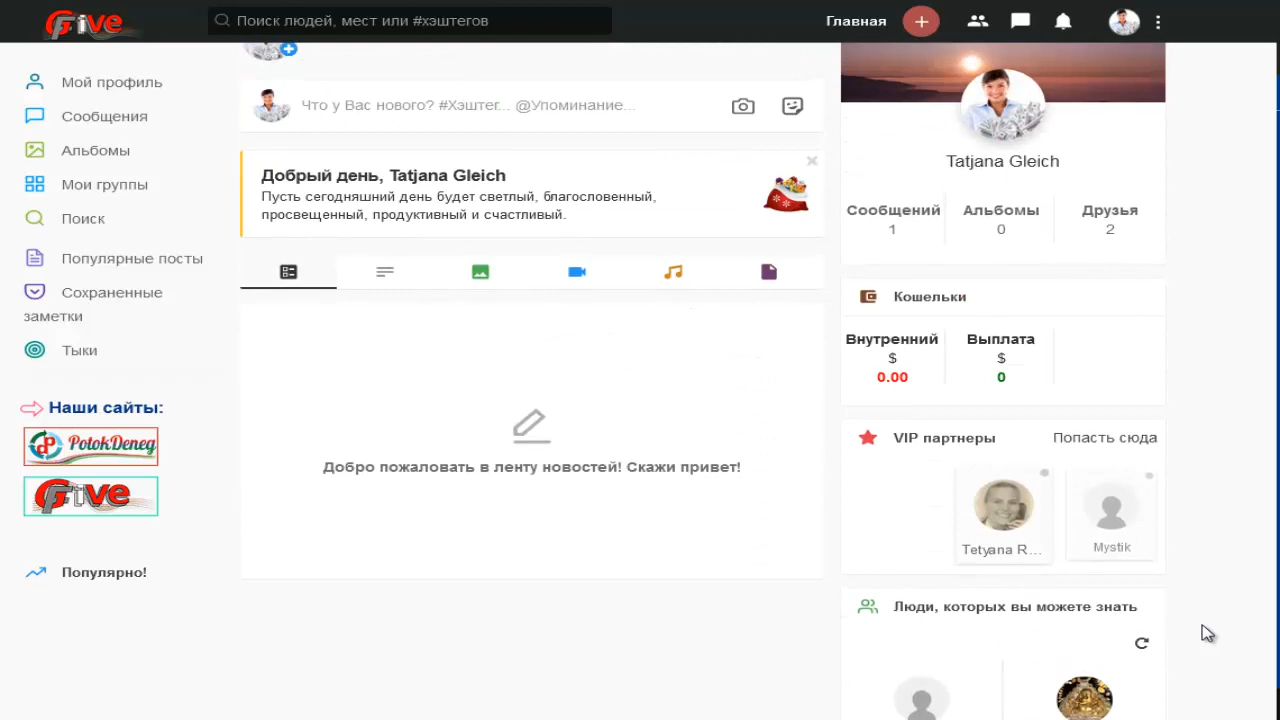 GFive
Поиск людей, мест или #хэштегов
Главная
Мой профиль
Сообщения
Альбомы
Мои группы
Поиск
Популярные посты
Сохраненные
заметки
Тыки
Наши сайты:
PotokDeneg
GFive
Популярно!
Что у Вас нового? #Хэштег... @Упоминание...
Добрый день, Tatjana Gleich
Пусть сегодняшний день будет светлый, благословенный,
просвещенный, продуктивный и счастливый.
Добро пожаловать в ленту новостей! Скажи привет!
Tatjana Gleich
Сообщений Альбомы Друзья
1 0 2
Кошельки
Внутренний Выплата
$ $
0.00 0
VIP партнеры Попасть сюда
Tetyana R... Mystik
Люди, которых вы можете знать